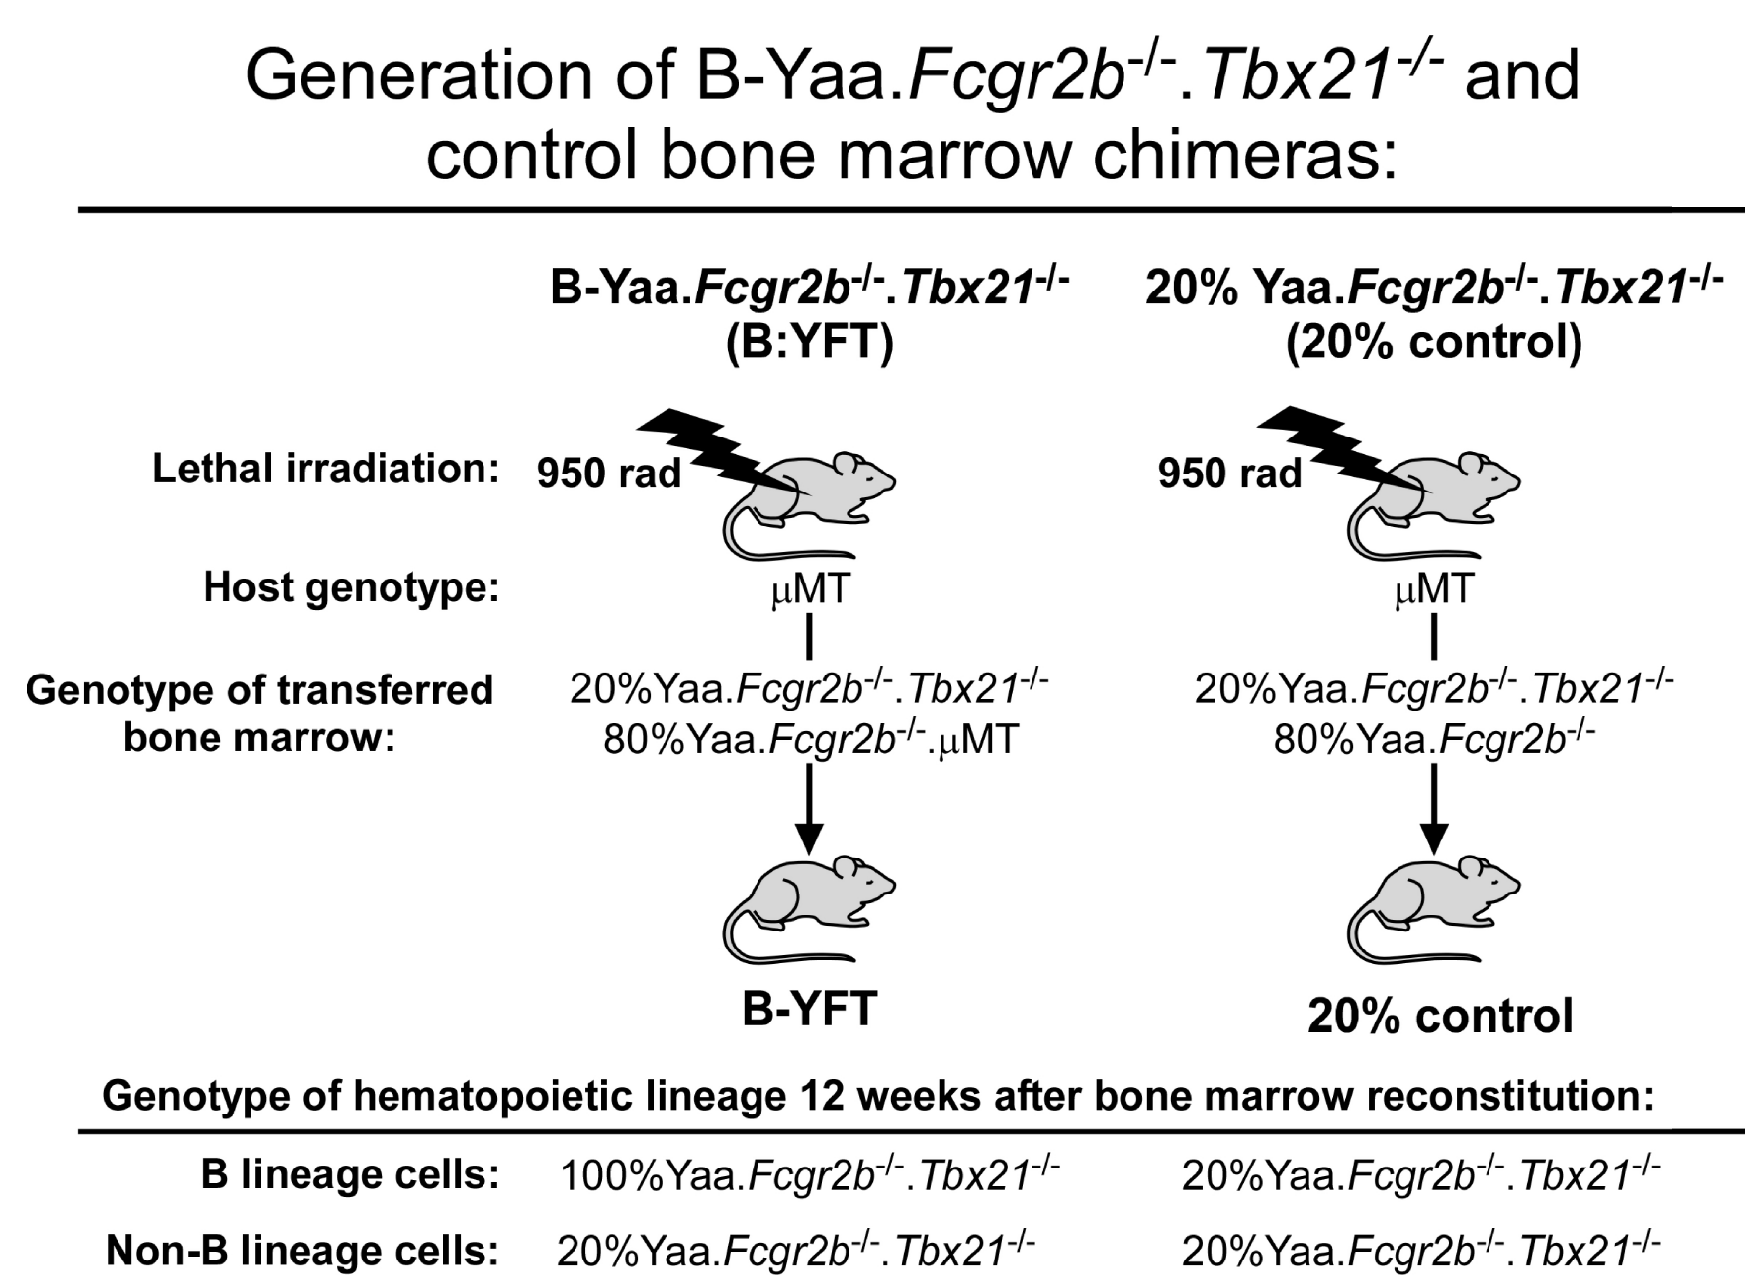 Generation of B-Yaa.Fcgr2b-/-.Tbx21-/- and
control bone marrow chimeras:
B-Yaa.Fcgr2b-/-.Tbx21-/- 20% Yaa.Fcgr2b-/-.Tbx21-/-
(B:YFT) (20% control)
Lethal irradiation: 950 rad 950 rad
Host genotype: μMT μMT
Genotype of transferred 20%Yaa.Fcgr2b-/-.Tbx21-/- 20%Yaa.Fcgr2b-/-.Tbx21-/-
bone marrow: 80%Yaa.Fcgr2b-/-.μMT 80%Yaa.Fcgr2b-/-
B-YFT 20% control
Genotype of hematopoietic lineage 12 weeks after bone marrow reconstitution:
B lineage cells: 100%Yaa.Fcgr2b-/-.Tbx21-/- 20%Yaa.Fcgr2b-/-.Tbx21-/-
Non-B lineage cells: 20%Yaa.Fcgr2b-/-.Tbx21-/- 20%Yaa.Fcgr2b-/-.Tbx21-/-